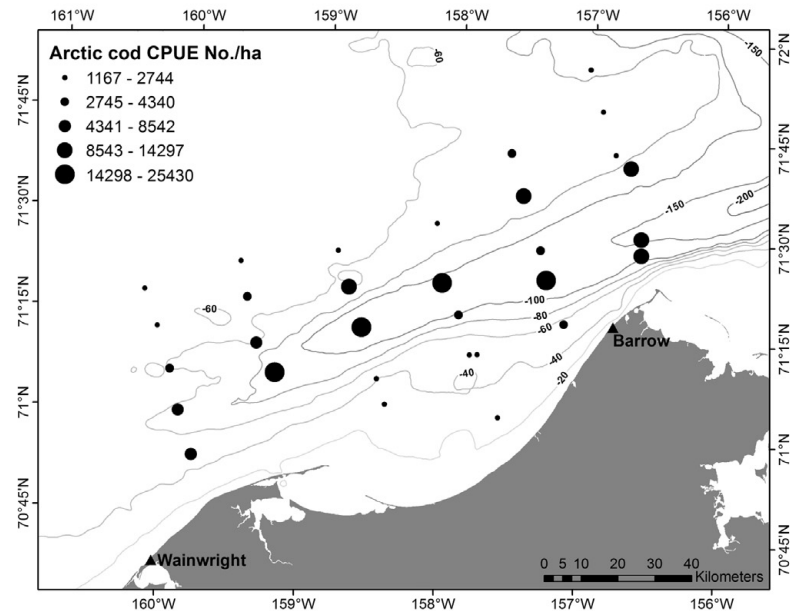 161°W 160°W 159°W 158°W 157°W 156°W
Arctic cod CPUE No./ha
1167 - 2744
2745 - 4340
4341 - 8542
8543 - 14297
14298 - 25430
-60
-150
72°N
71°45'N
71°45'N
71°30'N
-150
-200
71°30'N
71°15'N
-60
-100
-80
-60
71°15'N
Barrow
-40
-40
-20
71°N
71°N
70°45'N
70°45'N
Wainwright
0 5 10 20 30 40
Kilometers
160°W 159°W 158°W 157°W 156°W